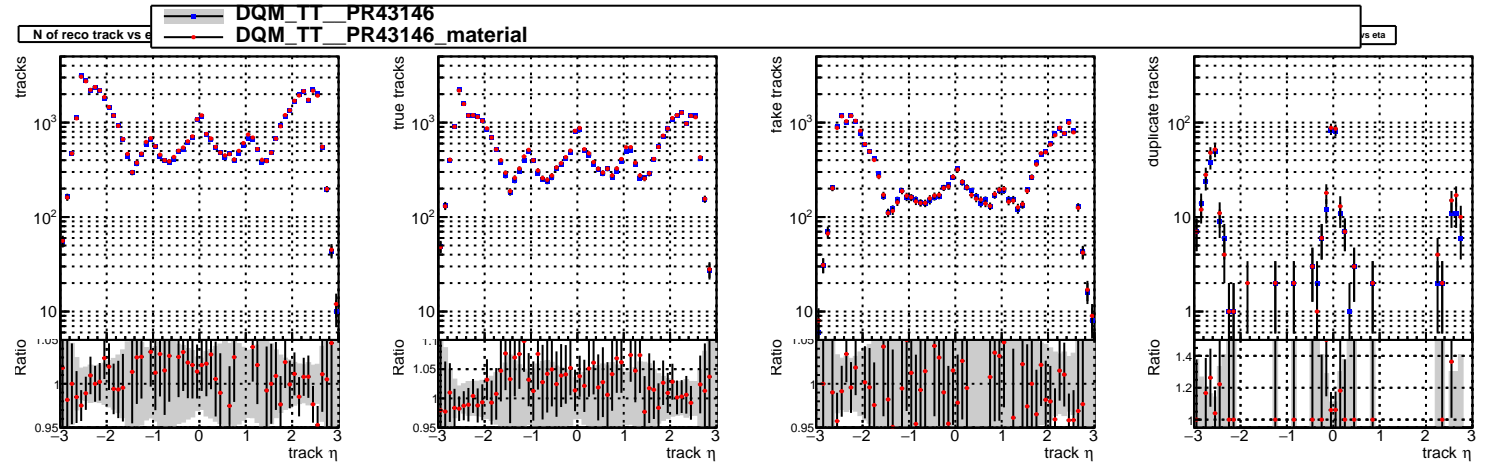 DQM_TT__PR43146
DQM_TT__PR43146_material
N of reco track vs e
vs eta
tracks
10³
10²
10
Ratio
1.05
1
0.95
−3 −2 −1 0 1 2 3
track η
true tracks
10³
10²
10
Ratio
1.1
1.05
1
0.95
−3 −2 −1 0 1 2 3
track η
fake tracks
10³
10²
10
Ratio
1.05
1
0.95
−3 −2 −1 0 1 2 3
track η
duplicate tracks
10²
10
1
Ratio
1.4
1.2
1
−3 −2 −1 0 1 2 3
track η